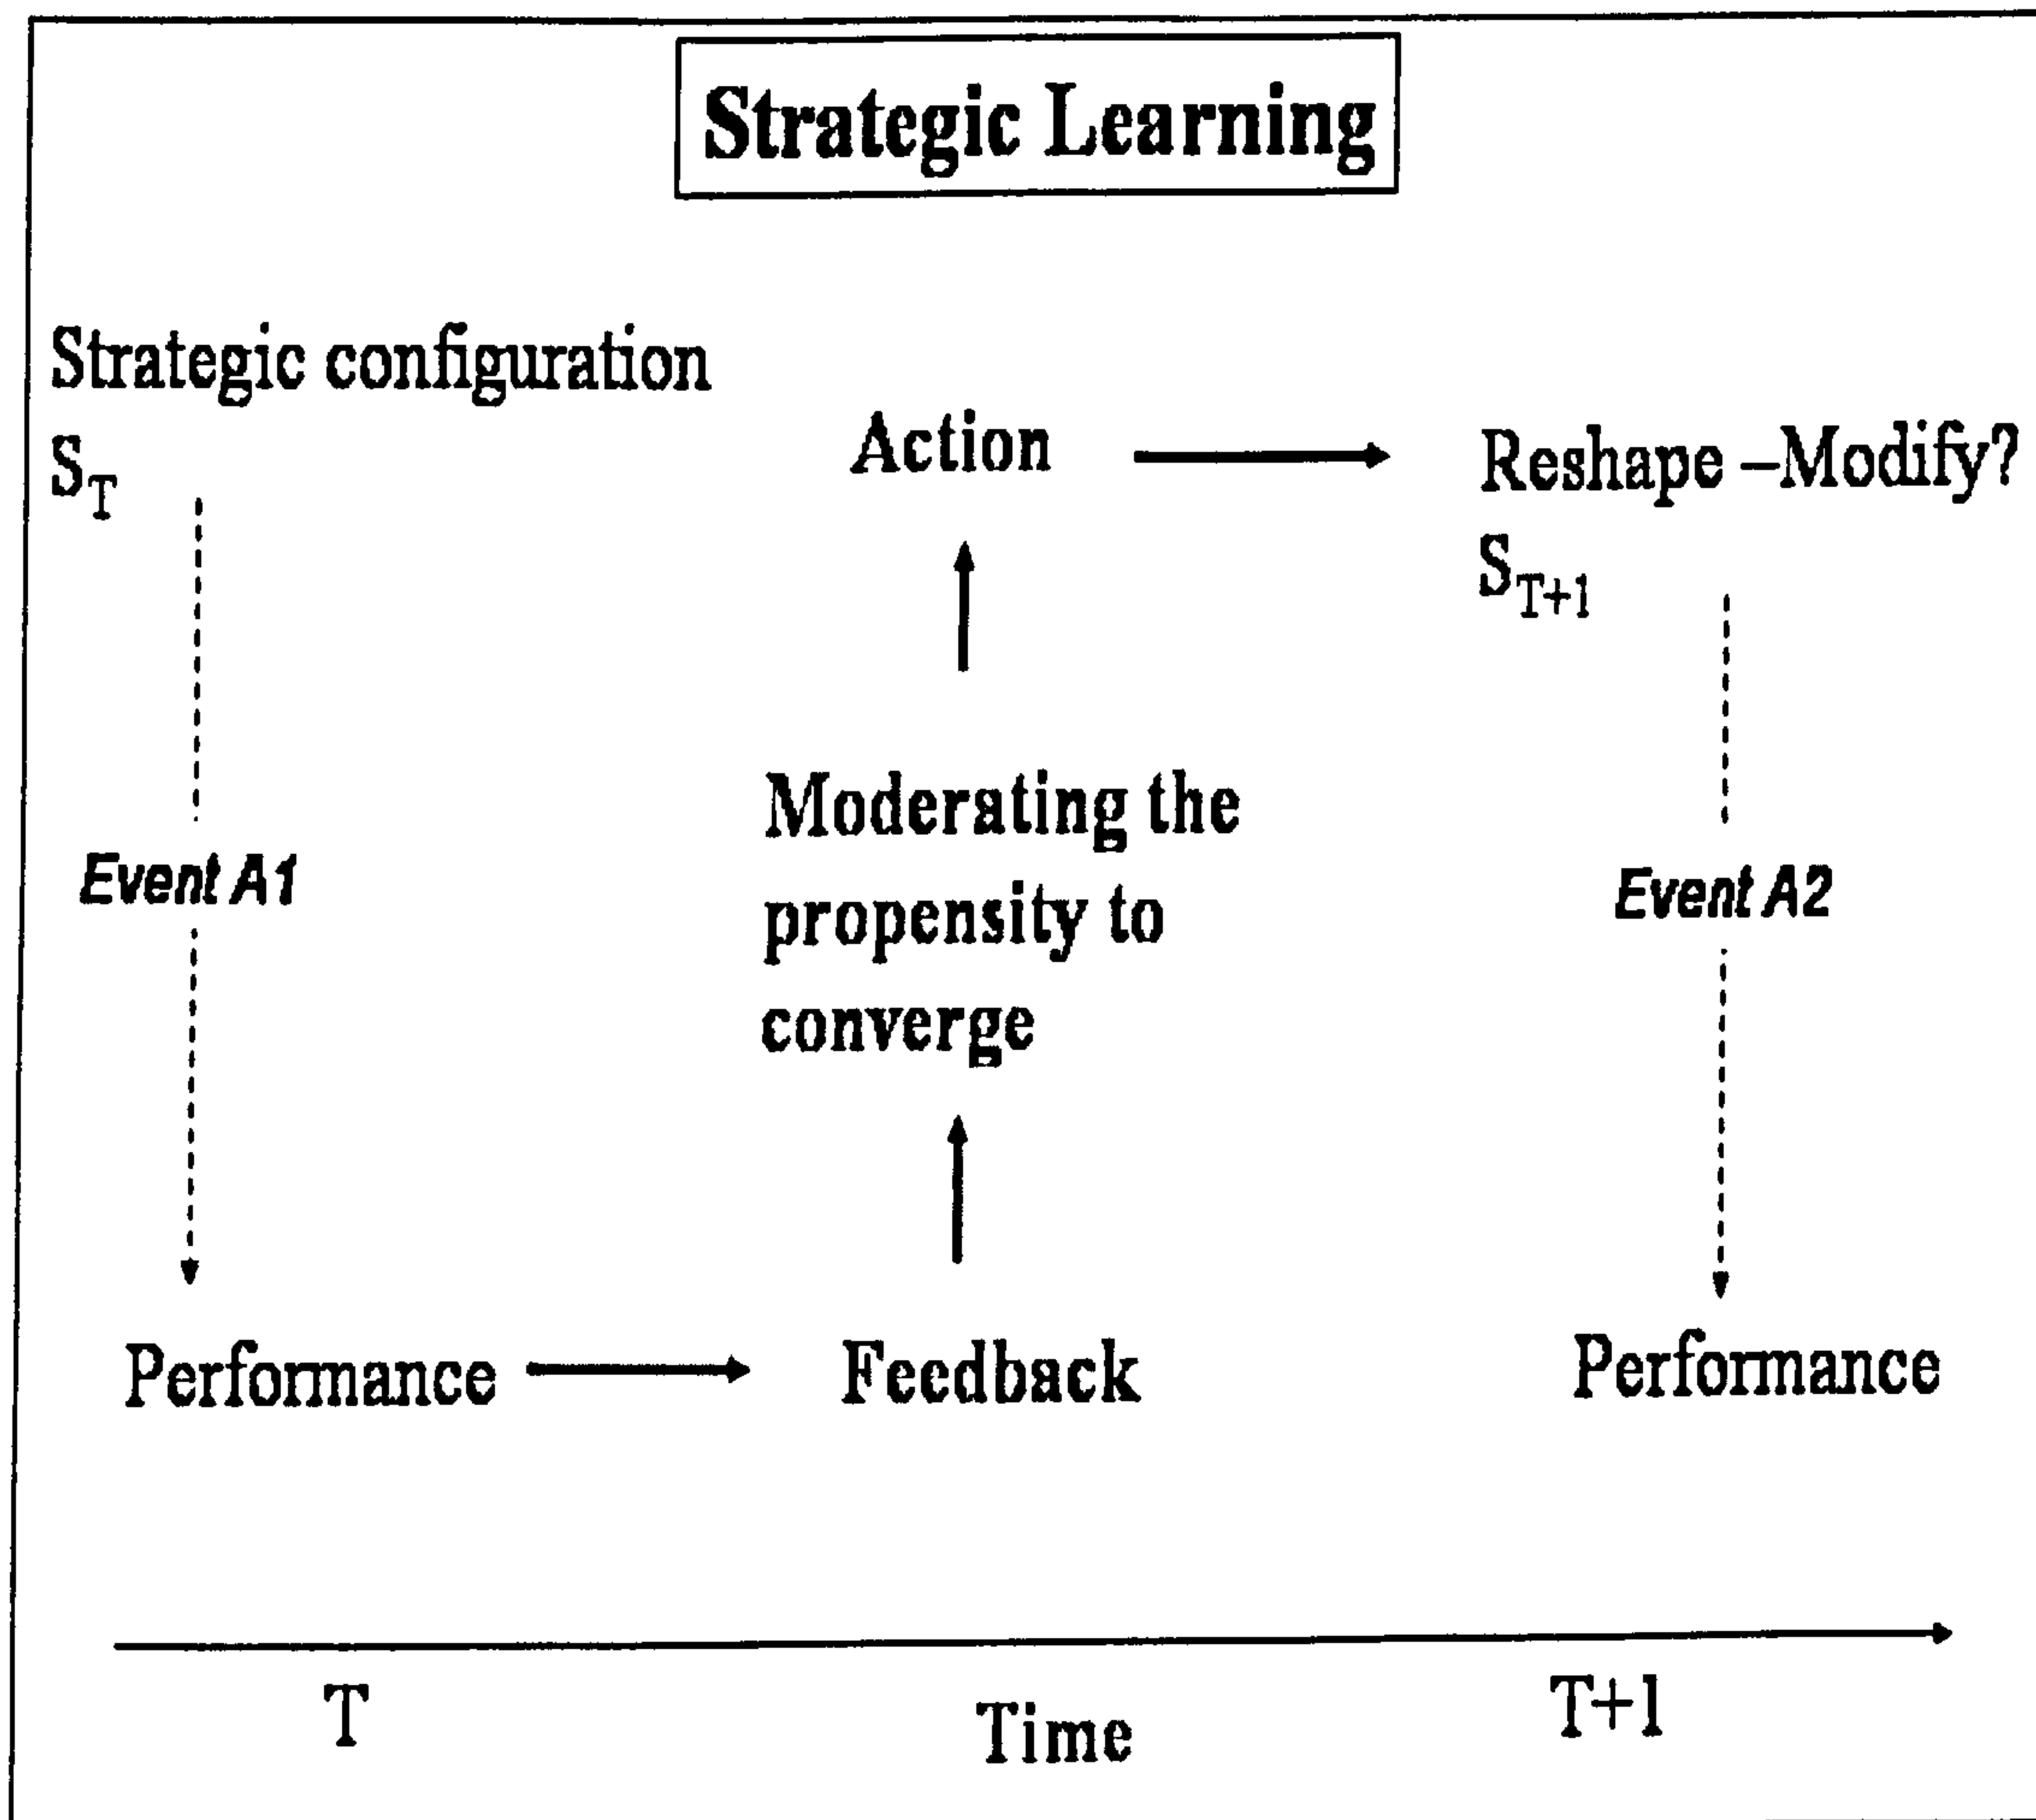 Strategic Learning
Strategic configuration
S_T
Action
Reshape –Modify?
S_T+1
Moderating the
propensity to
converge
Event A1
Event A2
Performance
Feedback
Performance
T
Time
T+1